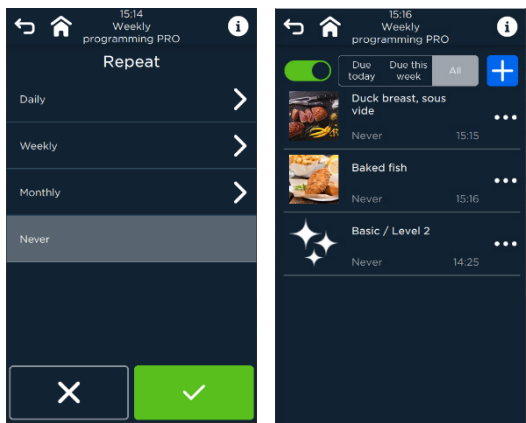 15:14
Weekly
programming PRO
i
Repeat
Daily
Weekly
Monthly
Never
15:16
Weekly
programming PRO
i
Due today
Due this week
All
Duck breast, sous
vide
Never 15:15
Baked fish
Never 15:16
Basic / Level 2
Never 14:25